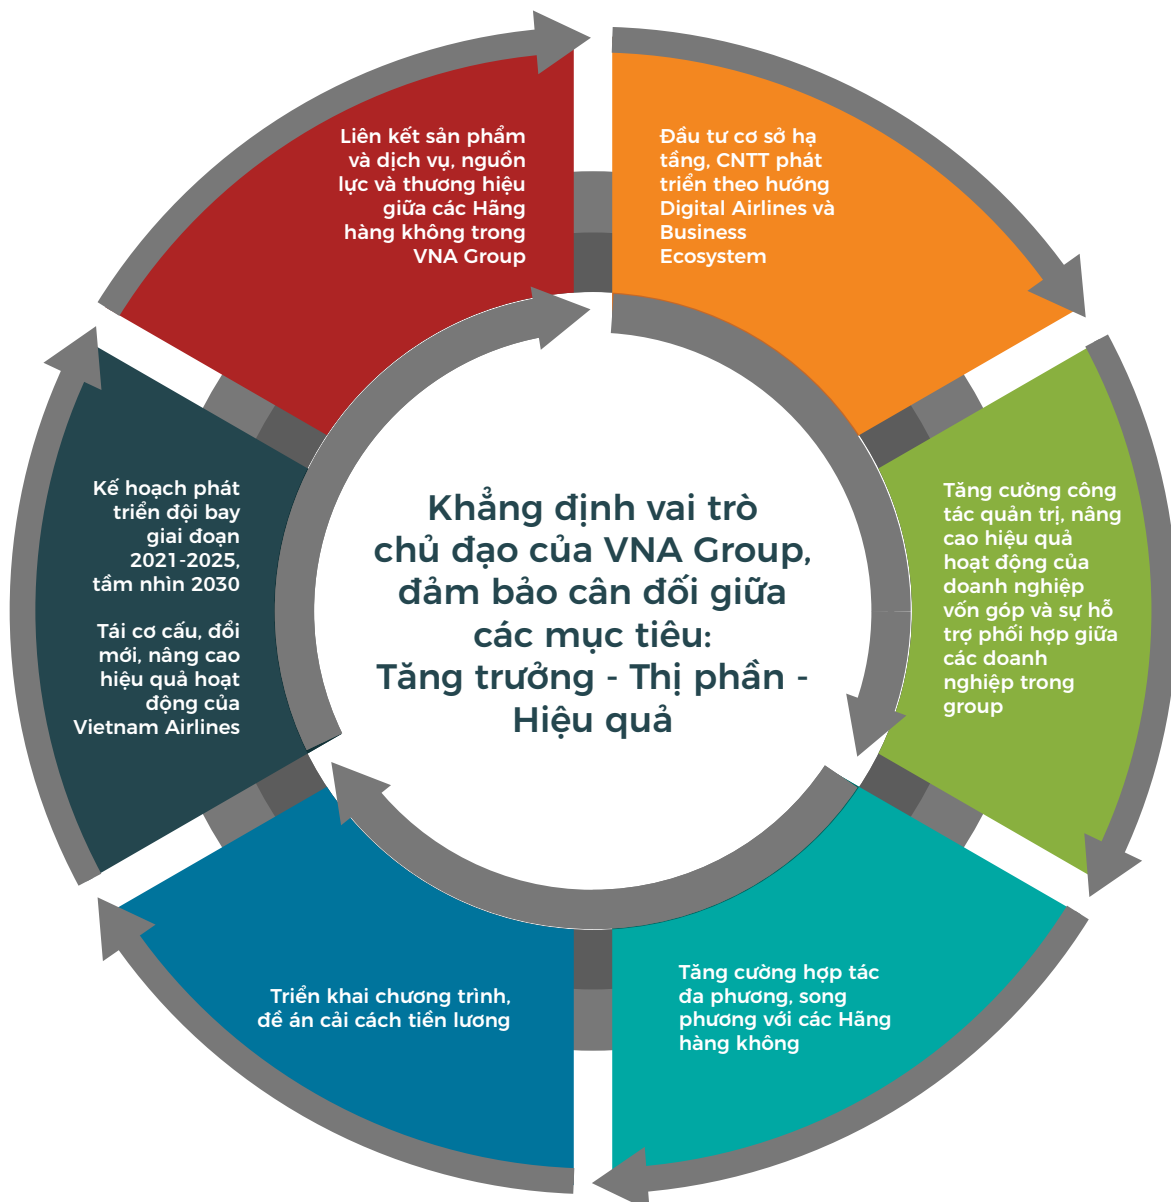 Liên kết sản phẩm
và dịch vụ, nguồn
lực và thương hiệu
giữa các Hãng
hàng không trong
VNA Group
Đầu tư cơ sở hạ
tầng, CNTT phát
triển theo hướng
Digital Airlines và
Business
Ecosystem
Tăng cường công
tác quản trị, nâng
cao hiệu quả
hoạt động của
doanh nghiệp
vốn góp và sự hỗ
trợ phối hợp giữa
các doanh
nghiệp trong
group
Tăng cường hợp tác
đa phương, song
phương với các Hãng
hàng không
Triển khai chương trình,
đề án cải cách tiền lương
Kế hoạch phát
triển đội bay
giai đoạn
2021-2025,
tầm nhìn 2030
Tái cơ cấu, đổi
mới, nâng cao
hiệu quả hoạt
động của
Vietnam Airlines
Khẳng định vai trò
chủ đạo của VNA Group,
đảm bảo cân đối giữa
các mục tiêu:
Tăng trưởng - Thị phần -
Hiệu quả